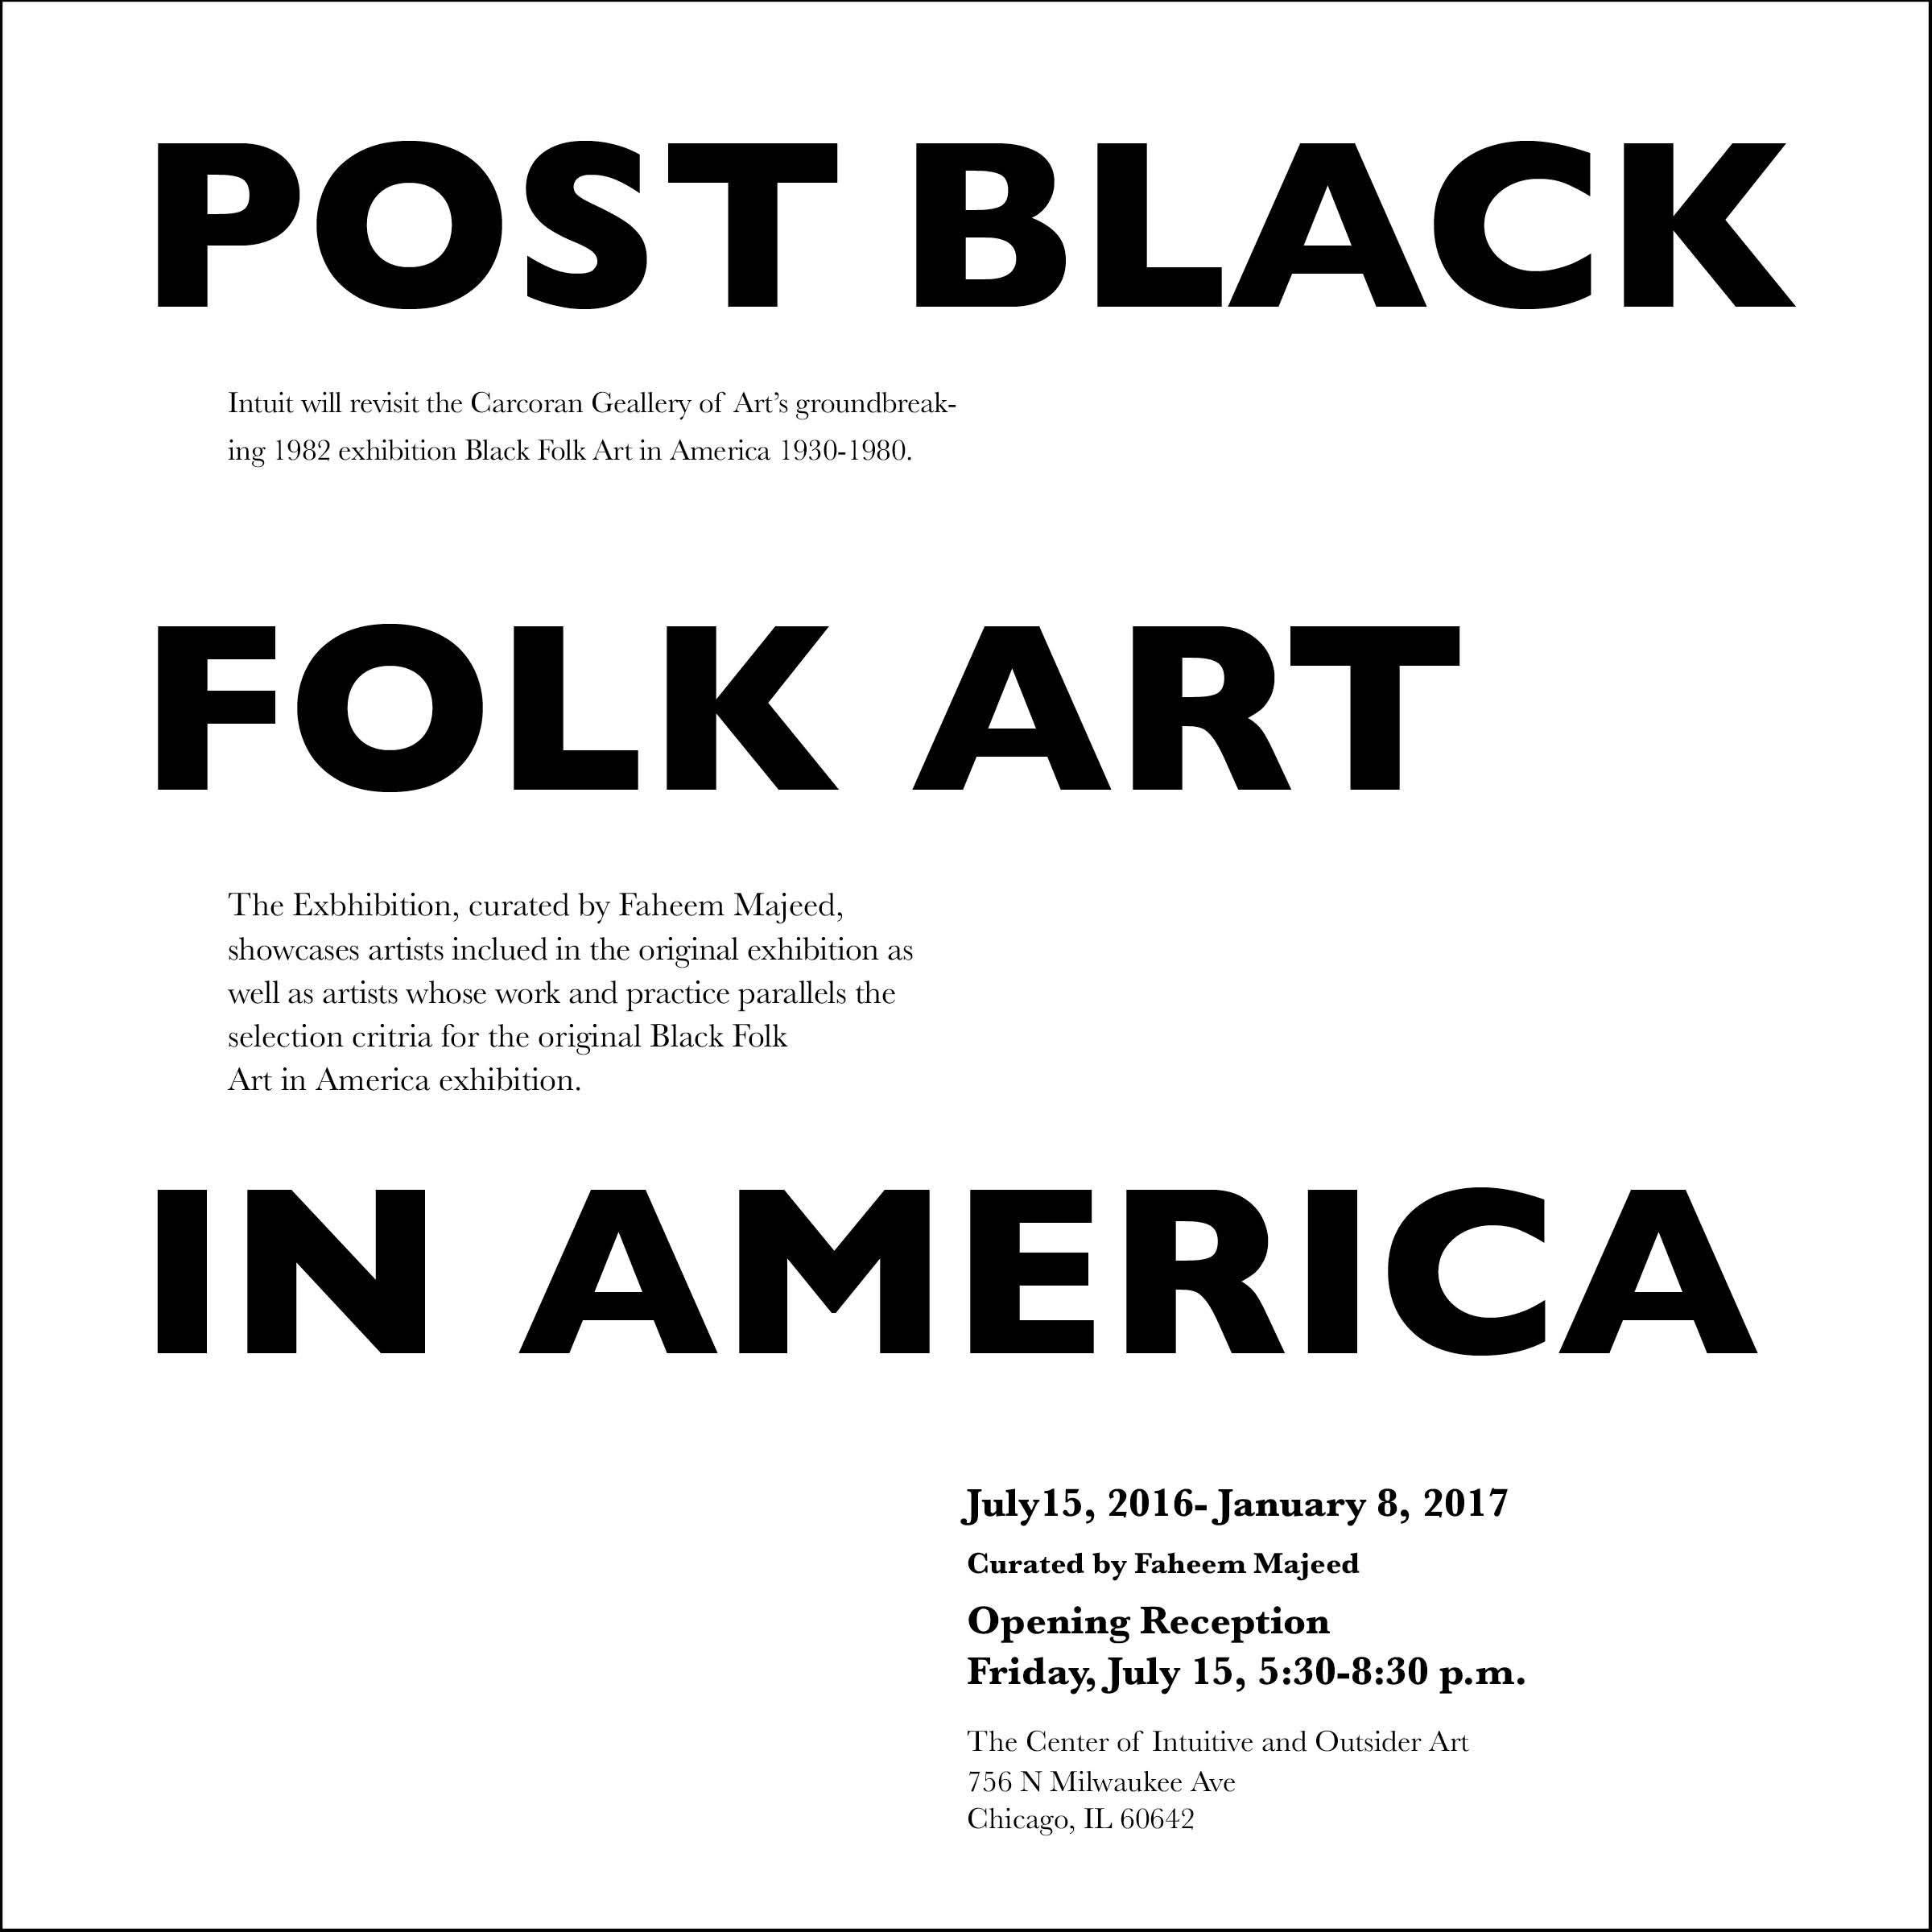 POST BLACK
Intuit will revisit the Carcoran Geallery of Art’s groundbreak-
ing 1982 exhibition Black Folk Art in America 1930-1980.
FOLK ART
The Exbhibition, curated by Faheem Majeed,
showcases artists inclued in the original exhibition as
well as artists whose work and practice parallels the
selection critria for the original Black Folk
Art in America exhibition.
IN AMERICA
July15, 2016- January 8, 2017
Curated by Faheem Majeed
Opening Reception
Friday, July 15, 5:30-8:30 p.m.
The Center of Intuitive and Outsider Art
756 N Milwaukee Ave
Chicago, IL 60642